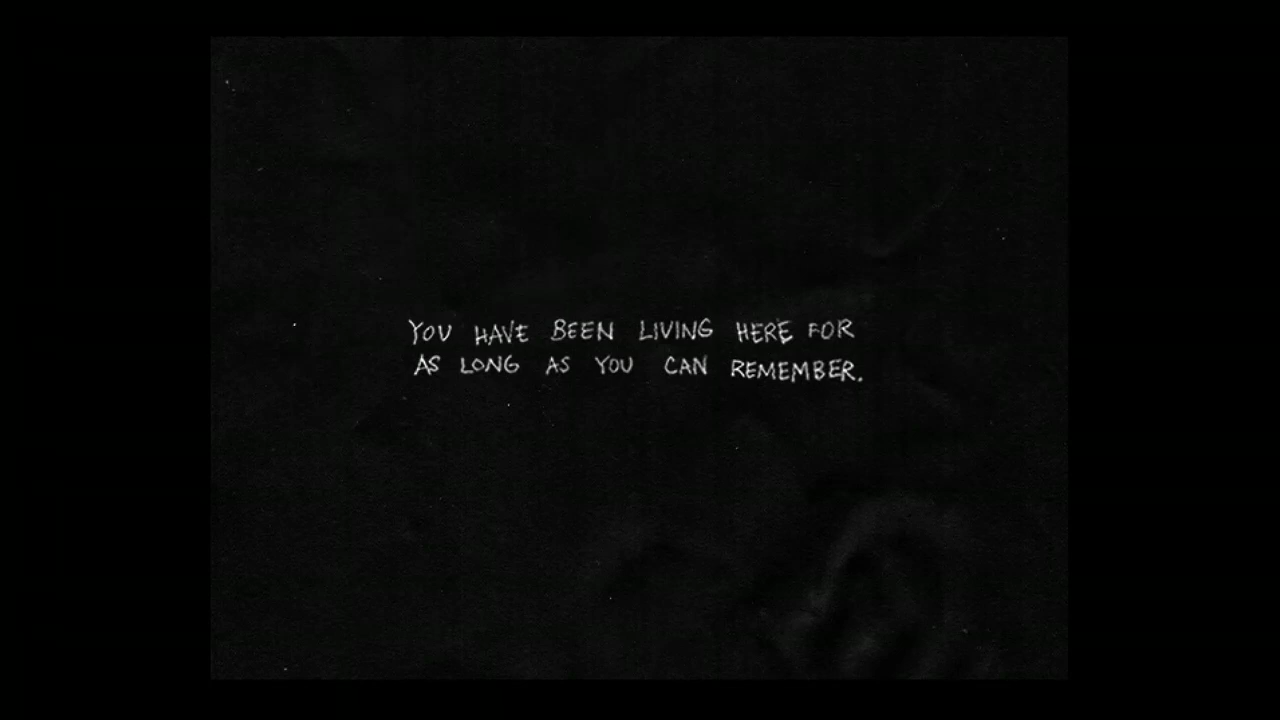 YOU HAVE BEEN LIVING HERE FOR
AS LONG AS YOU CAN REMEMBER.